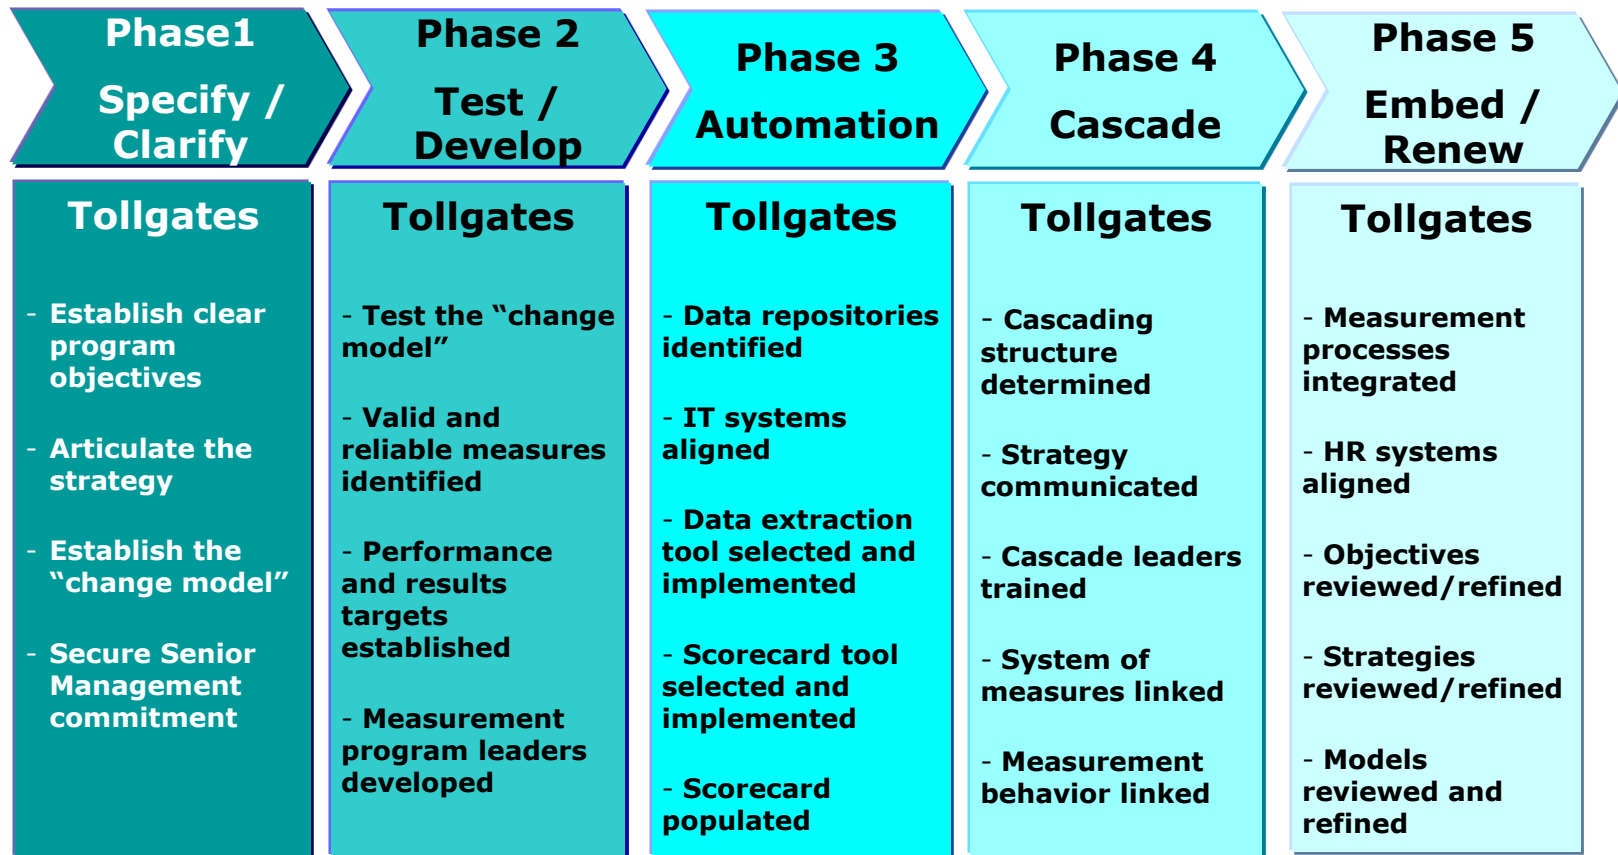 Phase1
Specify /
Clarify
Phase 2
Test /
Develop
Phase 3
Automation
Phase 4
Cascade
Phase 5
Embed /
Renew
Tollgates
- Establish clear
program
objectives
- Articulate the
strategy
- Establish the
“change model”
- Secure Senior
Management
commitment
Tollgates
- Test the “change
model”
- Valid and
reliable measures
identified
- Performance
and results
targets
established
- Measurement
program leaders
developed
Tollgates
- Data repositories
identified
- IT systems
aligned
- Data extraction
tool selected and
implemented
- Scorecard tool
selected and
implemented
- Scorecard
populated
Tollgates
- Cascading
structure
determined
- Strategy
communicated
- Cascade leaders
trained
- System of
measures linked
- Measurement
behavior linked
Tollgates
- Measurement
processes
integrated
- HR systems
aligned
- Objectives
reviewed/refined
- Strategies
reviewed/refined
- Models
reviewed and
refined